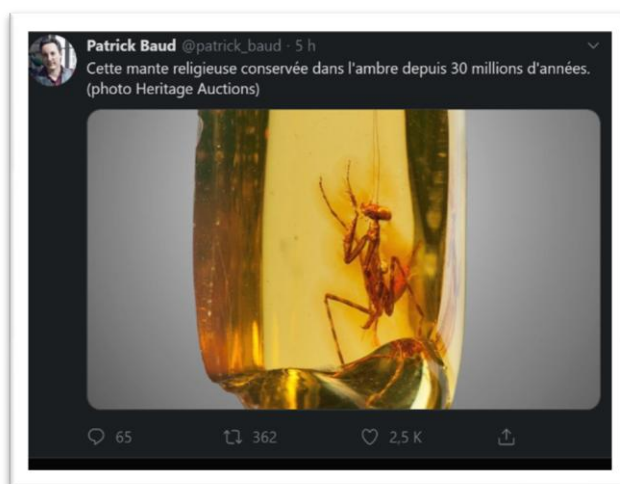 Patrick Baud @patrick_baud · 5 h
Cette mante religieuse conservée dans l'ambre depuis 30 millions d'années.
(photo Heritage Auctions)
65 362 2,5 K